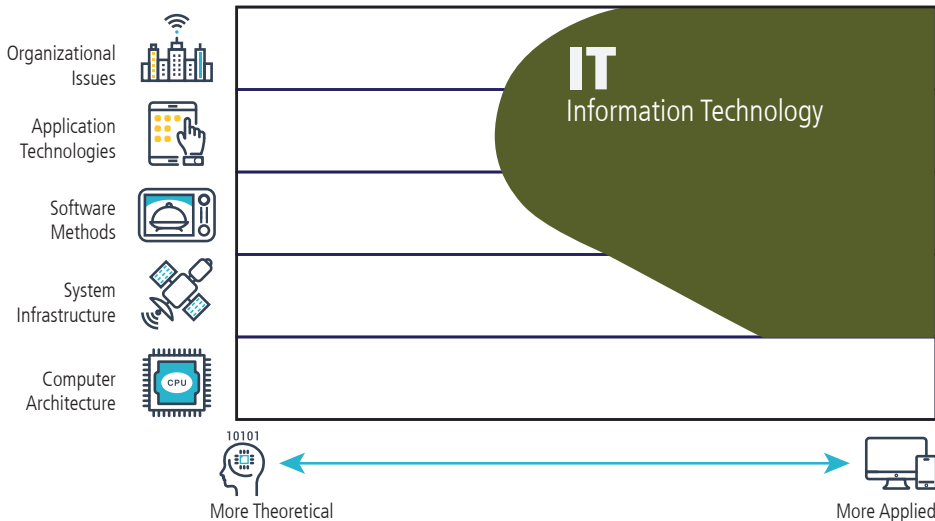 Organizational
Issues
IT
Information Technology
Application
Technologies
Software
Methods
System
Infrastructure
Computer
Architecture
CPU
10101
More Theoretical
More Applied